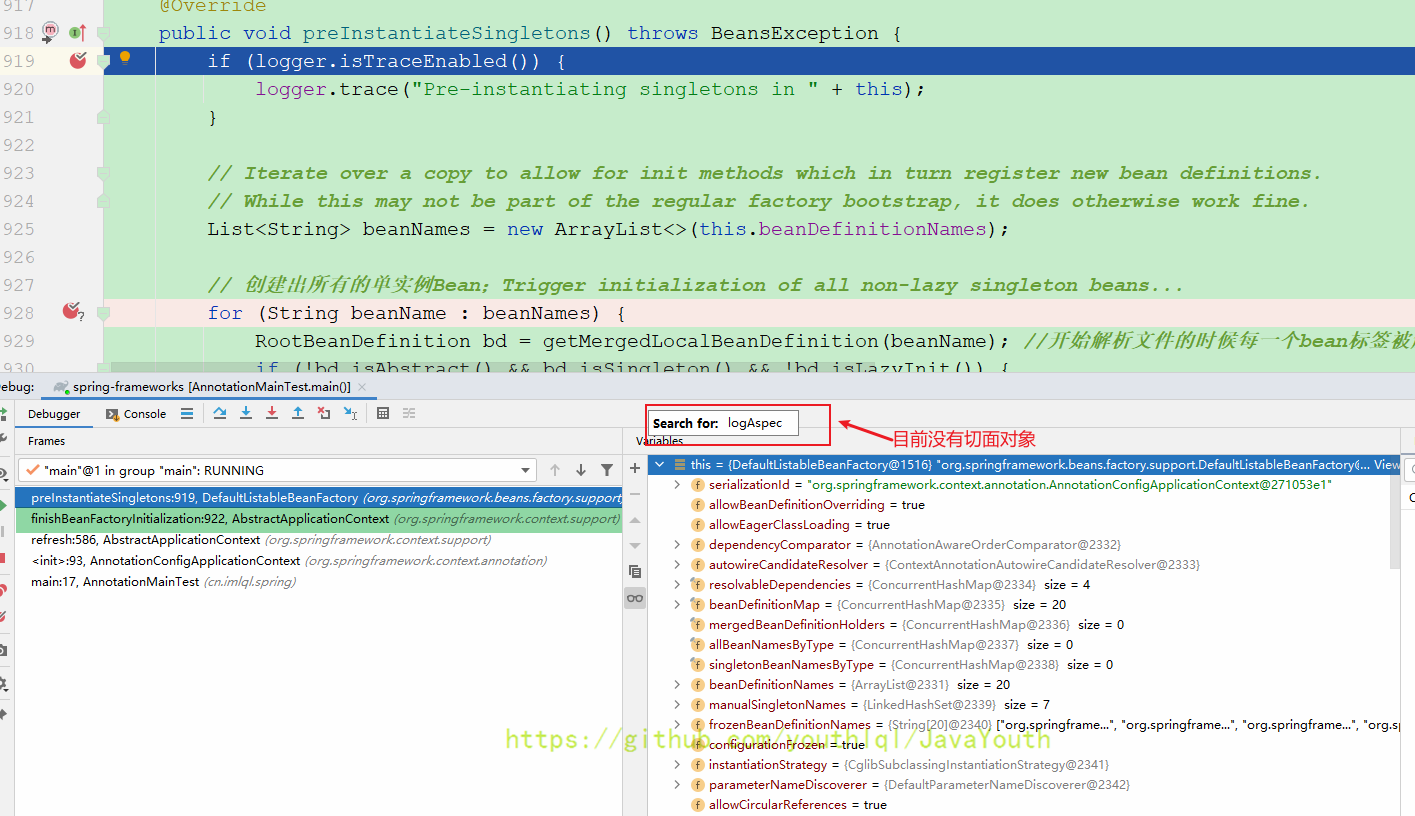 917 @Override
918 public void preInstantiateSingletons() throws BeansException {
919 if (logger.isTraceEnabled()) {
920 logger.trace("Pre-instantiating singletons in " + this);
921 }
922
923 // Iterate over a copy to allow for init methods which in turn register new bean definitions.
924 // While this may not be part of the regular factory bootstrap, it does otherwise work fine.
925 List<String> beanNames = new ArrayList<>(this.beanDefinitionNames);
926
927 // 创建出所有的单实例Bean; Trigger initialization of all non-lazy singleton beans...
928 for (String beanName : beanNames) {
929 RootBeanDefinition bd = getMergedLocalBeanDefinition(beanName); //开始解析文件的时候每一个bean标签被
930 if (!bd.isAbstract() && bd.isSingleton() && !bd.isLazyInit()) {
ebug: spring-frameworks [AnnotationMainTest.main()]
Debugger Console
Search for: logAspec
目前没有切面对象
Frames
Variables
"main"@1 in group "main": RUNNING
preInstantiateSingletons:919, DefaultListableBeanFactory (org.springframework.beans.factory.support
finishBeanFactoryInitialization:922, AbstractApplicationContext (org.springframework.context.support)
refresh:586, AbstractApplicationContext (org.springframework.context.support)
<init>:93, AnnotationConfigApplicationContext (org.springframework.context.annotation)
main:17, AnnotationMainTest (cn.imlql.spring)
this = {DefaultListableBeanFactory@1516} "org.springframework.beans.factory.support.DefaultListableBeanFactory@... View
serializationId = "org.springframework.context.annotation.AnnotationConfigApplicationContext@271053e1"
allowBeanDefinitionOverriding = true
allowEagerClassLoading = true
dependencyComparator = {AnnotationAwareOrderComparator@2332}
autowireCandidateResolver = {ContextAnnotationAutowireCandidateResolver@2333}
resolvableDependencies = {ConcurrentHashMap@2334} size = 4
beanDefinitionMap = {ConcurrentHashMap@2335} size = 20
mergedBeanDefinitionHolders = {ConcurrentHashMap@2336} size = 0
allBeanNamesByType = {ConcurrentHashMap@2337} size = 0
singletonBeanNamesByType = {ConcurrentHashMap@2338} size = 0
beanDefinitionNames = {ArrayList@2331} size = 20
manualSingletonNames = {LinkedHashSet@2339} size = 7
frozenBeanDefinitionNames = {String[20]@2340} ["org.springframe...", "org.springframe...", "org.springframe...", "org.sp
configurationFrozen = true
instantiationStrategy = {CglibSubclassingInstantiationStrategy@2341}
parameterNameDiscoverer = {DefaultParameterNameDiscoverer@2342}
allowCircularReferences = true
https://github.com/youthlql/JavaYouth